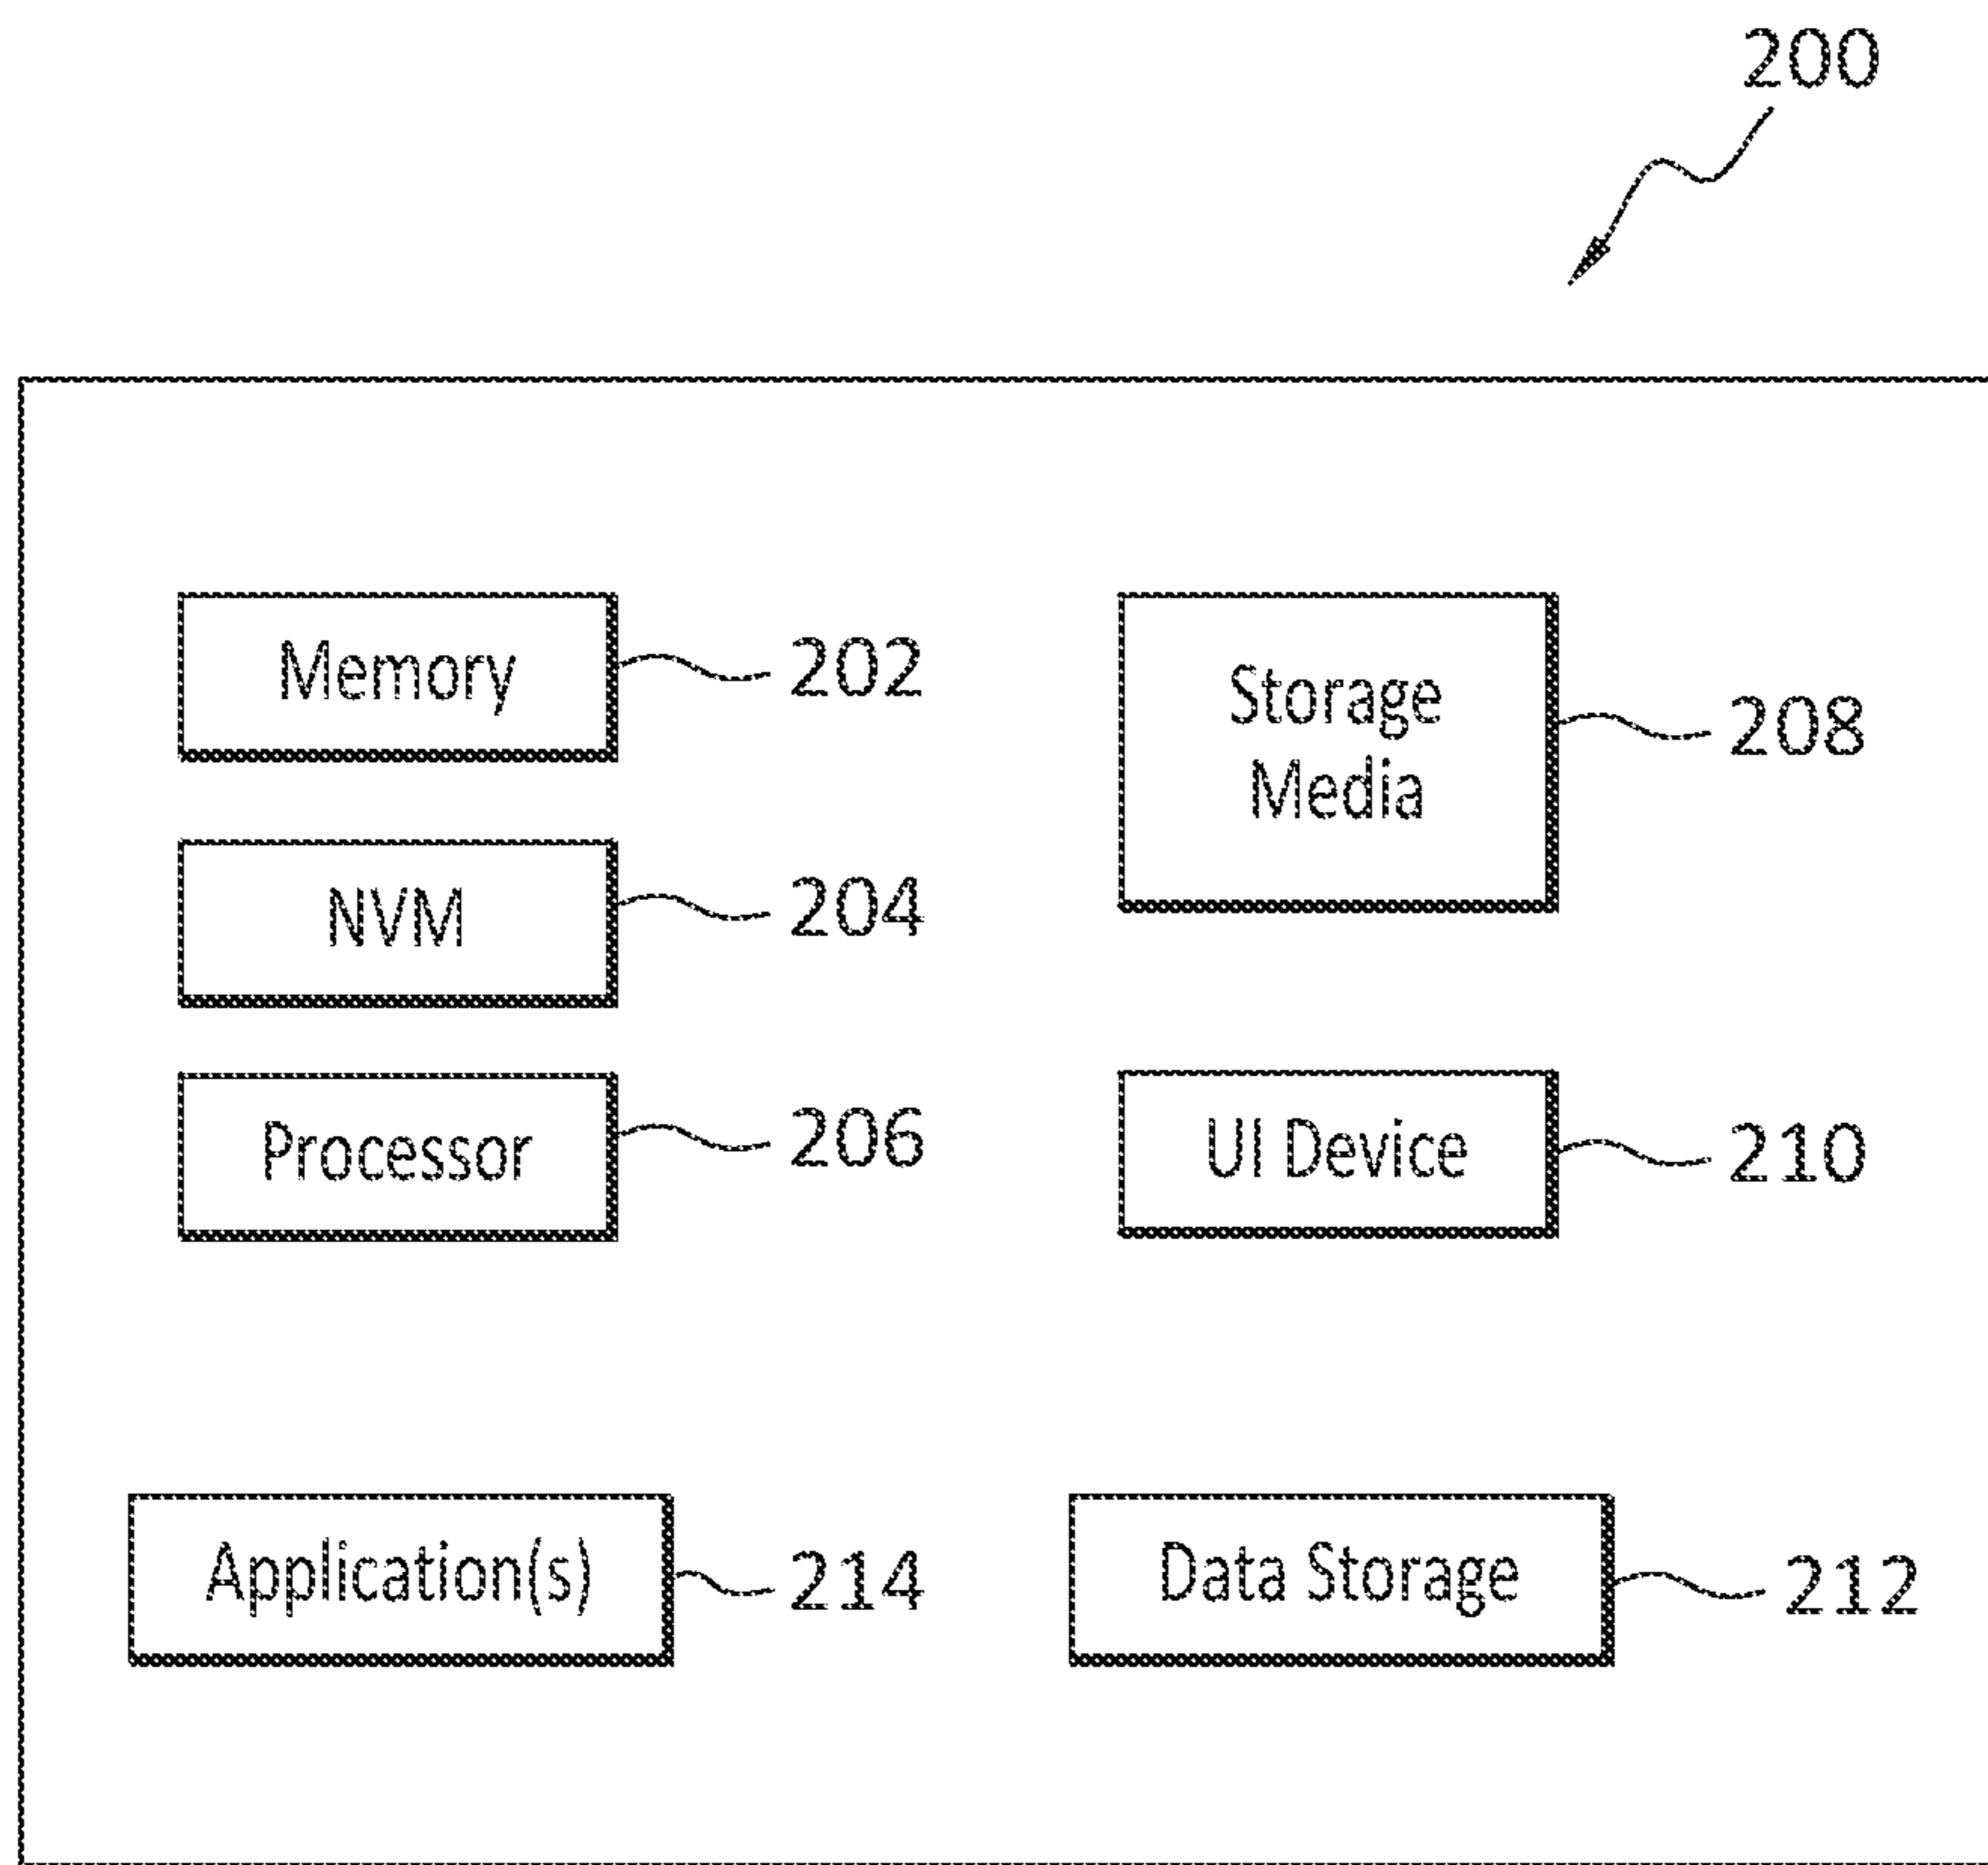 200
Memory
202
Storage
Media
208
NVM
204
Processor
206
UI Device
210
Application(s)
214
Data Storage
212